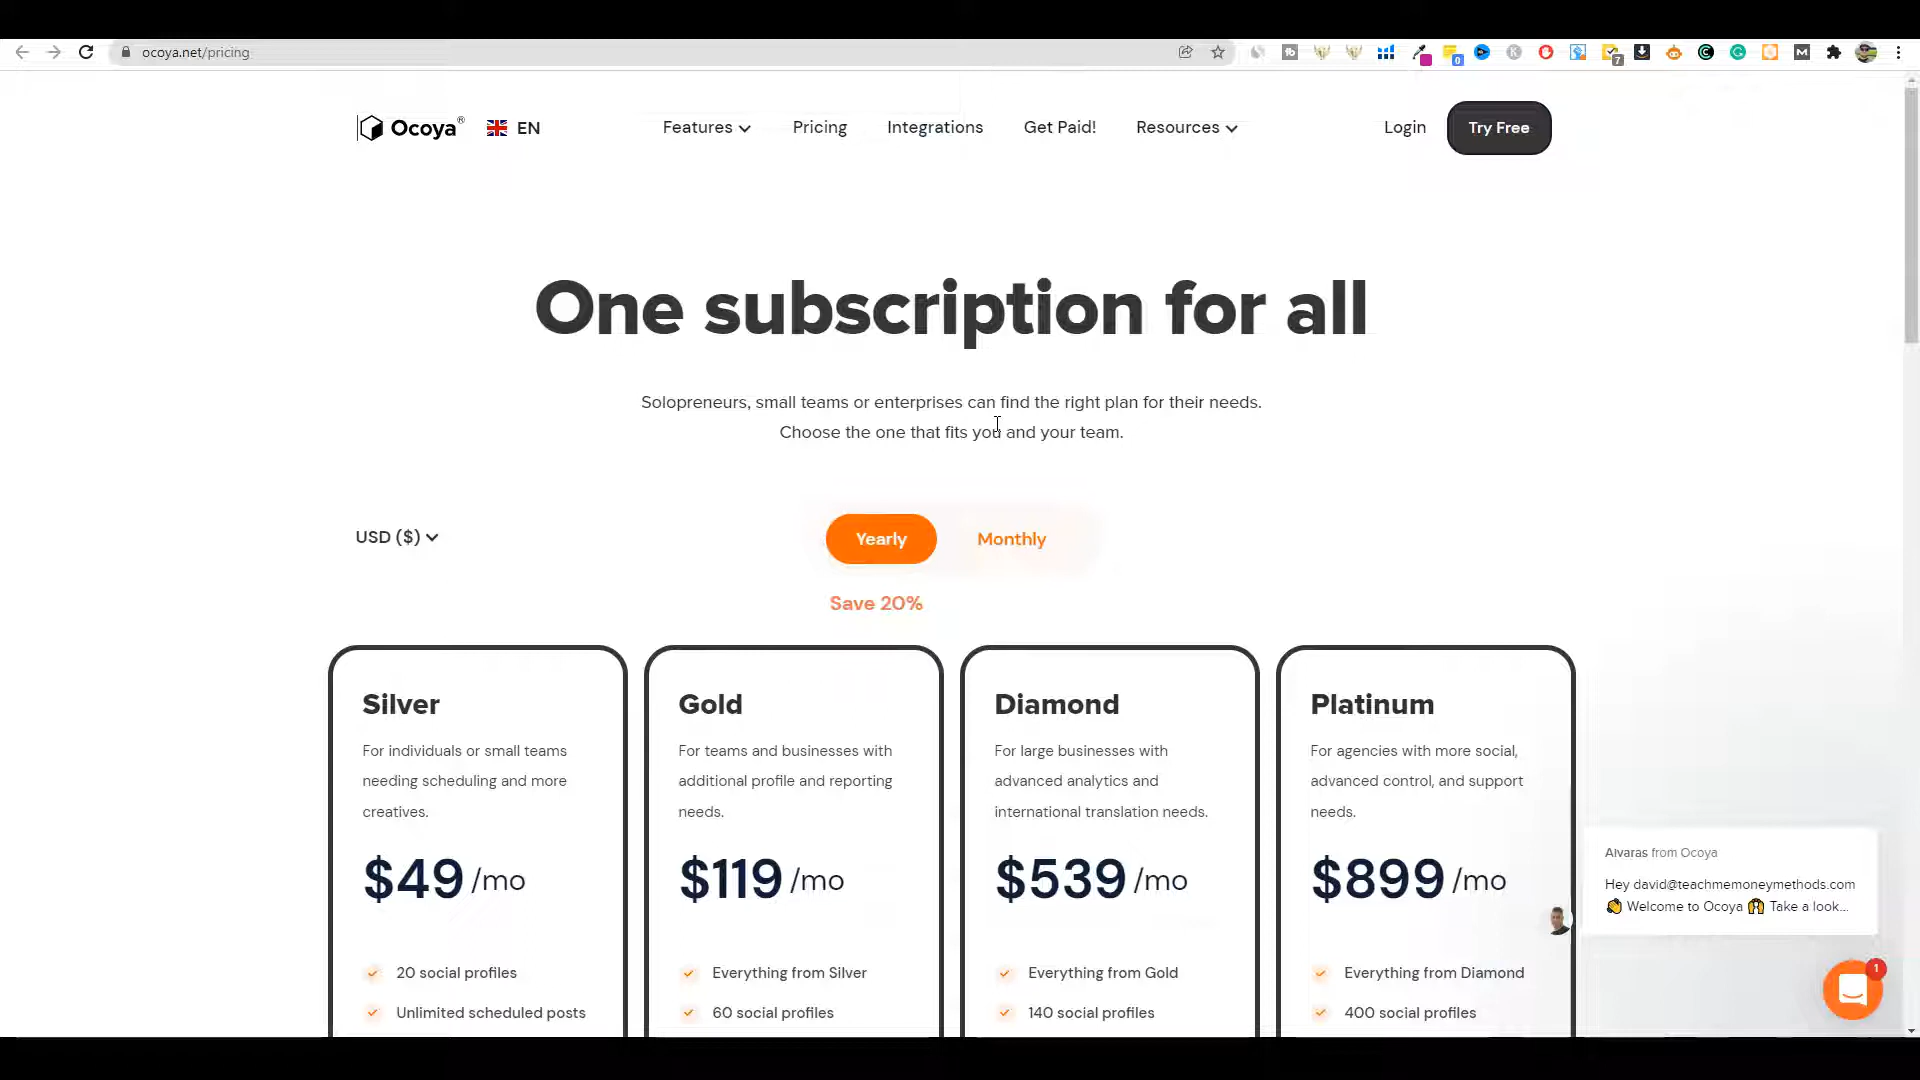 ocoya.net/pricing
0
7
Ocoya®
EN
Features
Pricing
Integrations
Get Paid!
Resources
Login
Try Free
One subscription for all
Solopreneurs, small teams or enterprises can find the right plan for their needs.
Choose the one that fits you and your team.
USD ($)
Yearly
Monthly
Save 20%
Silver
For individuals or small teams
needing scheduling and more
creatives.
$49 /mo
20 social profiles
Unlimited scheduled posts
Gold
For teams and businesses with
additional profile and reporting
needs.
$119 /mo
Everything from Silver
60 social profiles
Diamond
For large businesses with
advanced analytics and
international translation needs.
$539 /mo
Everything from Gold
140 social profiles
Platinum
For agencies with more social,
advanced control, and support
needs.
$899 /mo
Everything from Diamond
400 social profiles
Alvaras from Ocoya
Hey david@teachmemoneymethods.com
👋 Welcome to Ocoya 🙌 Take a look...
1